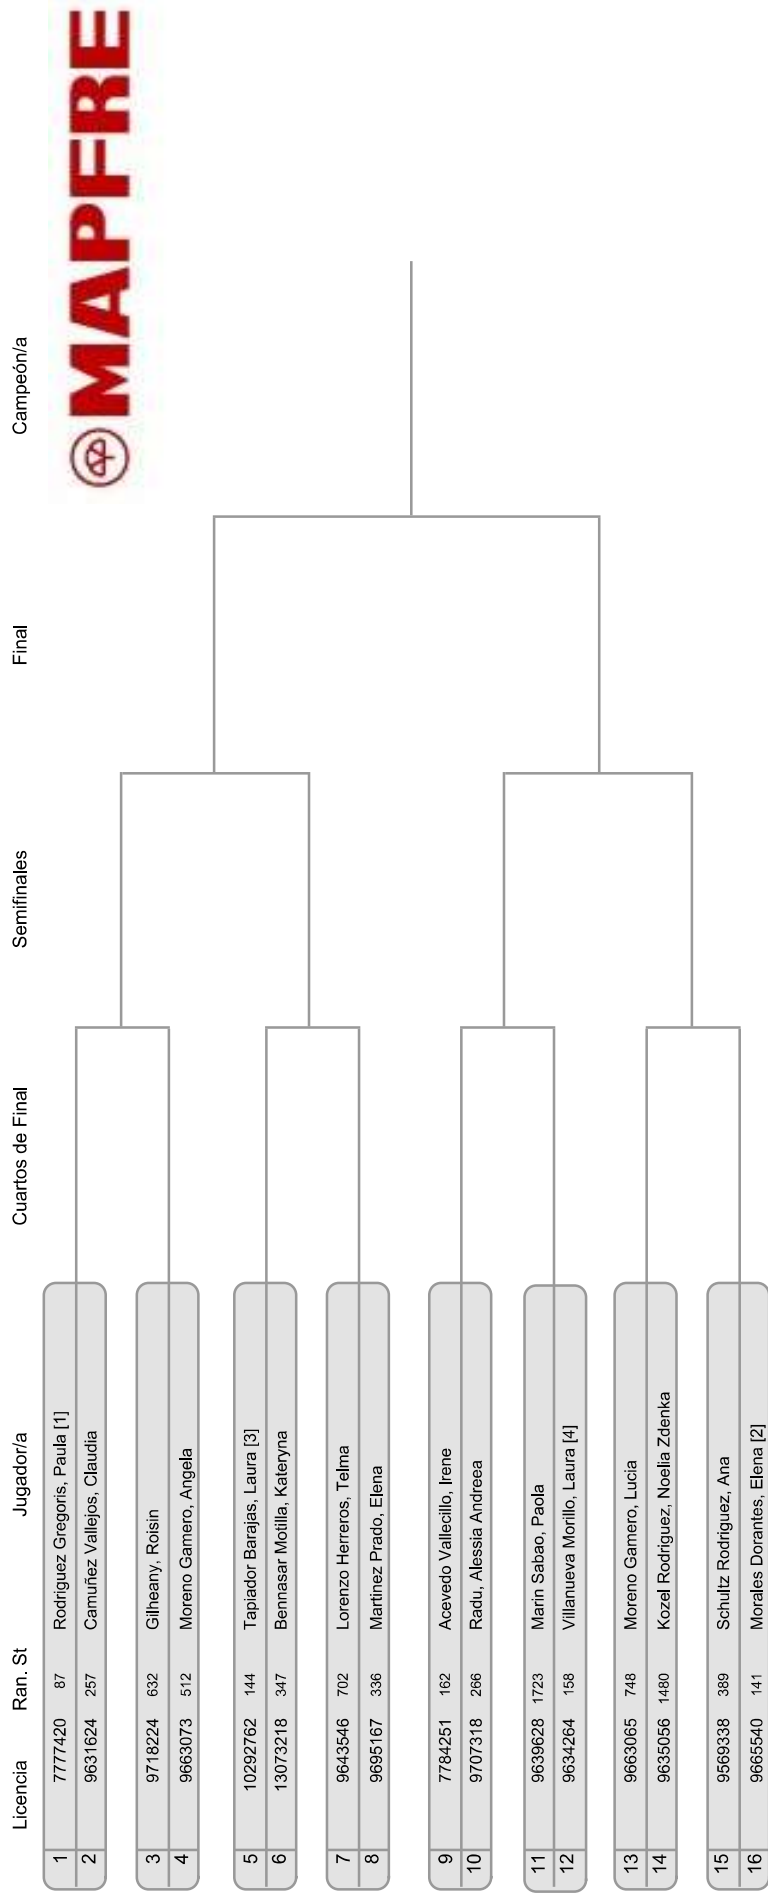 Licencia Ran. St Jugador/a Cuartos de Final Semifinales Final Campeón/a
MAPFRE
1 7777420 87 Rodriguez Gregoris, Paula [1]
2 9631624 257 Camuñez Vallejos, Claudia
3 9718224 632 Gilheany, Roisin
4 9663073 512 Moreno Gamero, Angela
5 10292762 144 Tapiador Barajas, Laura [3]
6 13073218 347 Bennasar Motilla, Kateryna
7 9643546 702 Lorenzo Herreros, Telma
8 9695167 336 Martinez Prado, Elena
9 7784251 162 Acevedo Vallecillo, Irene
10 9707318 266 Radu, Alessia Andreea
11 9639628 1723 Marin Sabao, Paola
12 9634264 158 Villanueva Morillo, Laura [4]
13 9663065 748 Moreno Gamero, Lucia
14 9635056 1480 Kozel Rodriguez, Noelia Zdenka
15 9569338 389 Schultz Rodriguez, Ana
16 9665540 141 Morales Dorantes, Elena [2]